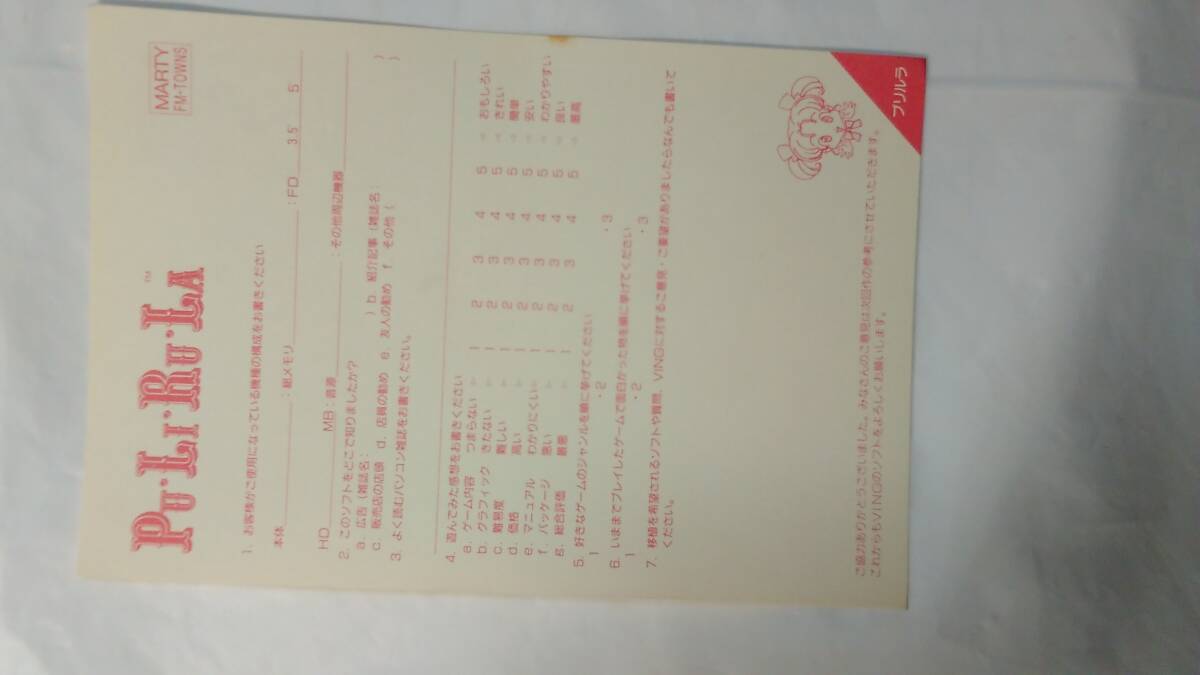 MARTY
FM-TOWNS
PU・LI・RU・LA™
1. お客様がご使用になっている機種の構成をお書きください
本体　　　　：総メモリ　　　　：FD　　3.5"　5"
HD　　　　MB：音源　　　　：その他周辺機器
2. このソフトをどこで知りましたか？
a. 広告（雑誌名：　　　　）b. 紹介記事（雑誌名：　　　　）
c. 販売店の店頭　d. 店員の勧め　e. 友人の勧め　f. その他（　　　　）
3. よく読むパソコン雑誌をお書きください。
4. 遊んでみた感想をお書きください
a. ゲーム内容　つまらない ← 1 2 3 4 5 → おもしろい
b. グラフィック　きたない ← 1 2 3 4 5 → きれい
c. 難易度　難しい ← 1 2 3 4 5 → 簡単
d. 価格　高い ← 1 2 3 4 5 → 安い
e. マニュアル　わかりにくい ← 1 2 3 4 5 → わかりやすい
f. パッケージ　悪い ← 1 2 3 4 5 → 良い
g. 総合評価　最悪 ← 1 2 3 4 5 → 最高
5. 好きなゲームのジャンルを順に挙げてください
1　　　　・2　　　　・3
6. いままでプレイしたゲームで面白かった物を順に挙げてください
1　　　　・2　　　　・3
7. 移植を希望されるソフトや質問、VINGに対するご意見・ご要望がありましたらなんでも書いて
ください。
ご協力ありがとうございました。みなさんのご意見は次回作の参考にさせていただきます。
これからもVINGのソフトをよろしくお願いします。
プリルラ